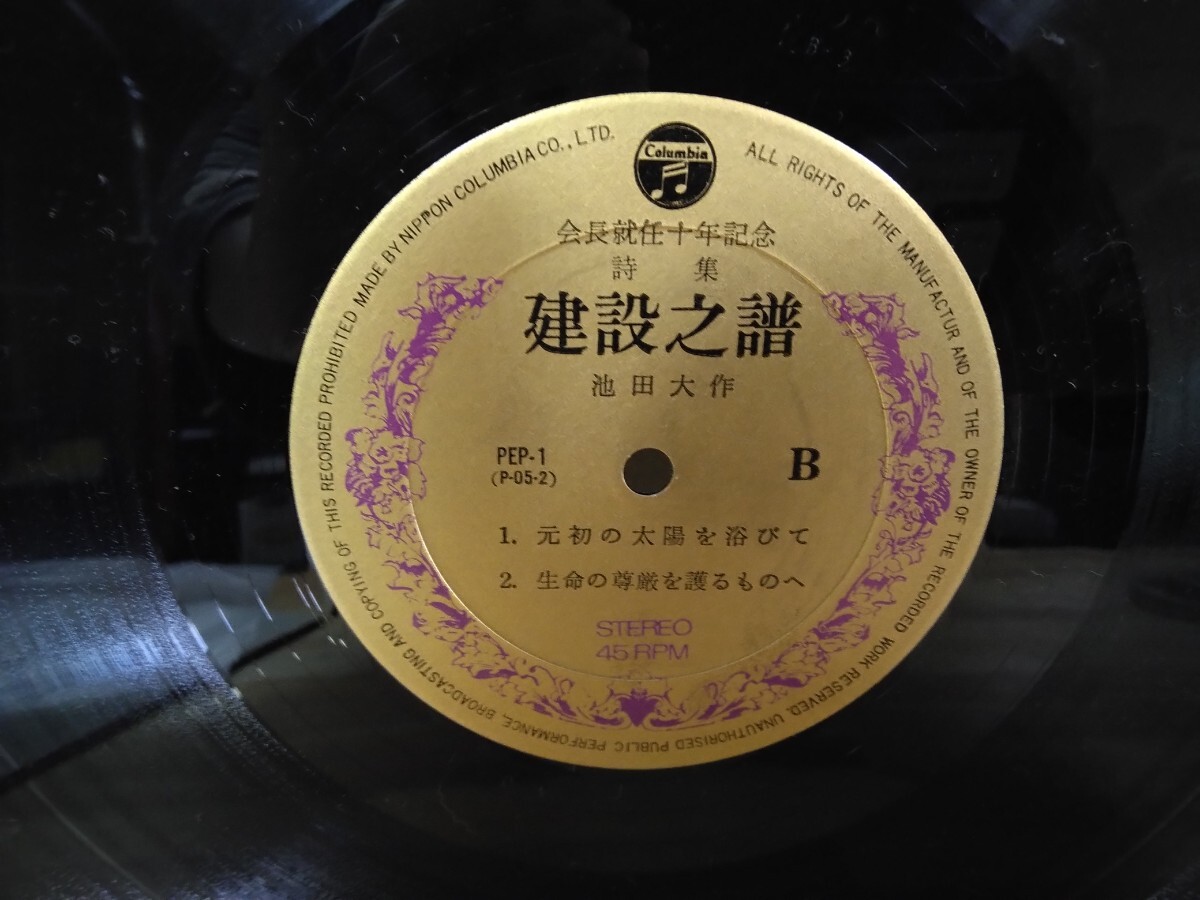 Columbia
会長就任十年記念
詩 集
建設之譜
池田大作
PEP-1
(P-05-2)
B
1. 元初の太陽を浴びて
2. 生命の尊厳を護るものへ
STEREO
45 RPM
ALL RIGHTS OF THE MANUFACTUR AND OF THE OWNER OF THE RECORDED WORK RESERVED. UNAUTHORISED PUBLIC PERFORMANCE, BROADCASTING AND COPYING OF THIS RECORDED PROHIBITED MADE BY NIPPON COLUMBIA CO., LTD.